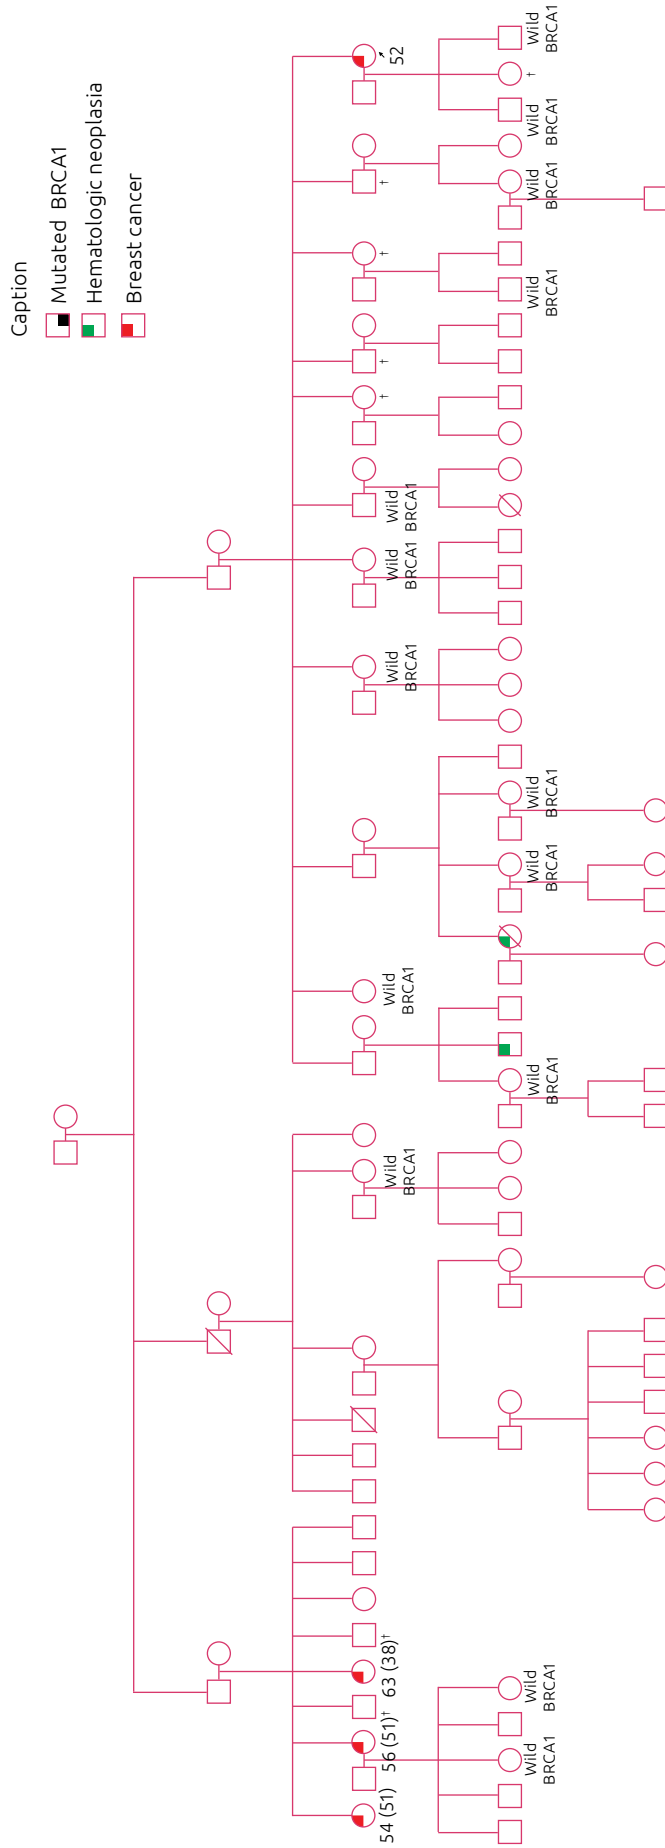 Caption
Mutated BRCA1
Hematologic neoplasia
Breast cancer
54 (51)
56 (51)†
63 (38)†
Wild
BRCA1
Wild
BRCA1
Wild
BRCA1
Wild
BRCA1
Wild
BRCA1
†
†
†
†
52
Wild
BRCA1
Wild
BRCA1
Wild
BRCA1
Wild
BRCA1
Wild
BRCA1
Wild
BRCA1
Wild
BRCA1
Wild
BRCA1
†
Wild
BRCA1